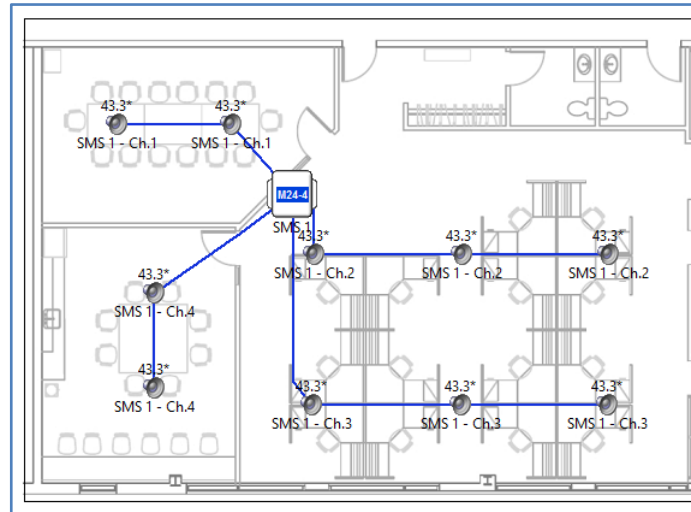 43.3*
43.3*
SMS 1 - Ch.1
SMS 1 - Ch.1
M24-4
SMS 1
43.3*
43.3*
43.3*
SMS 1 - Ch.2
SMS 1 - Ch.2
SMS 1 - Ch.2
43.3*
SMS 1 - Ch.4
43.3*
SMS 1 - Ch.4
43.3*
43.3*
43.3*
SMS 1 - Ch.3
SMS 1 - Ch.3
SMS 1 - Ch.3